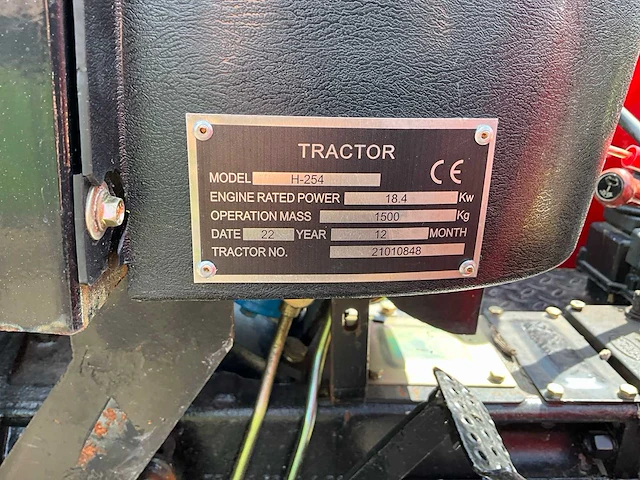 TRACTOR
CE
MODEL H-254
ENGINE RATED POWER 18.4 Kw
OPERATION MASS 1500 Kg
DATE 22 YEAR 12 MONTH
TRACTOR NO. 21010848